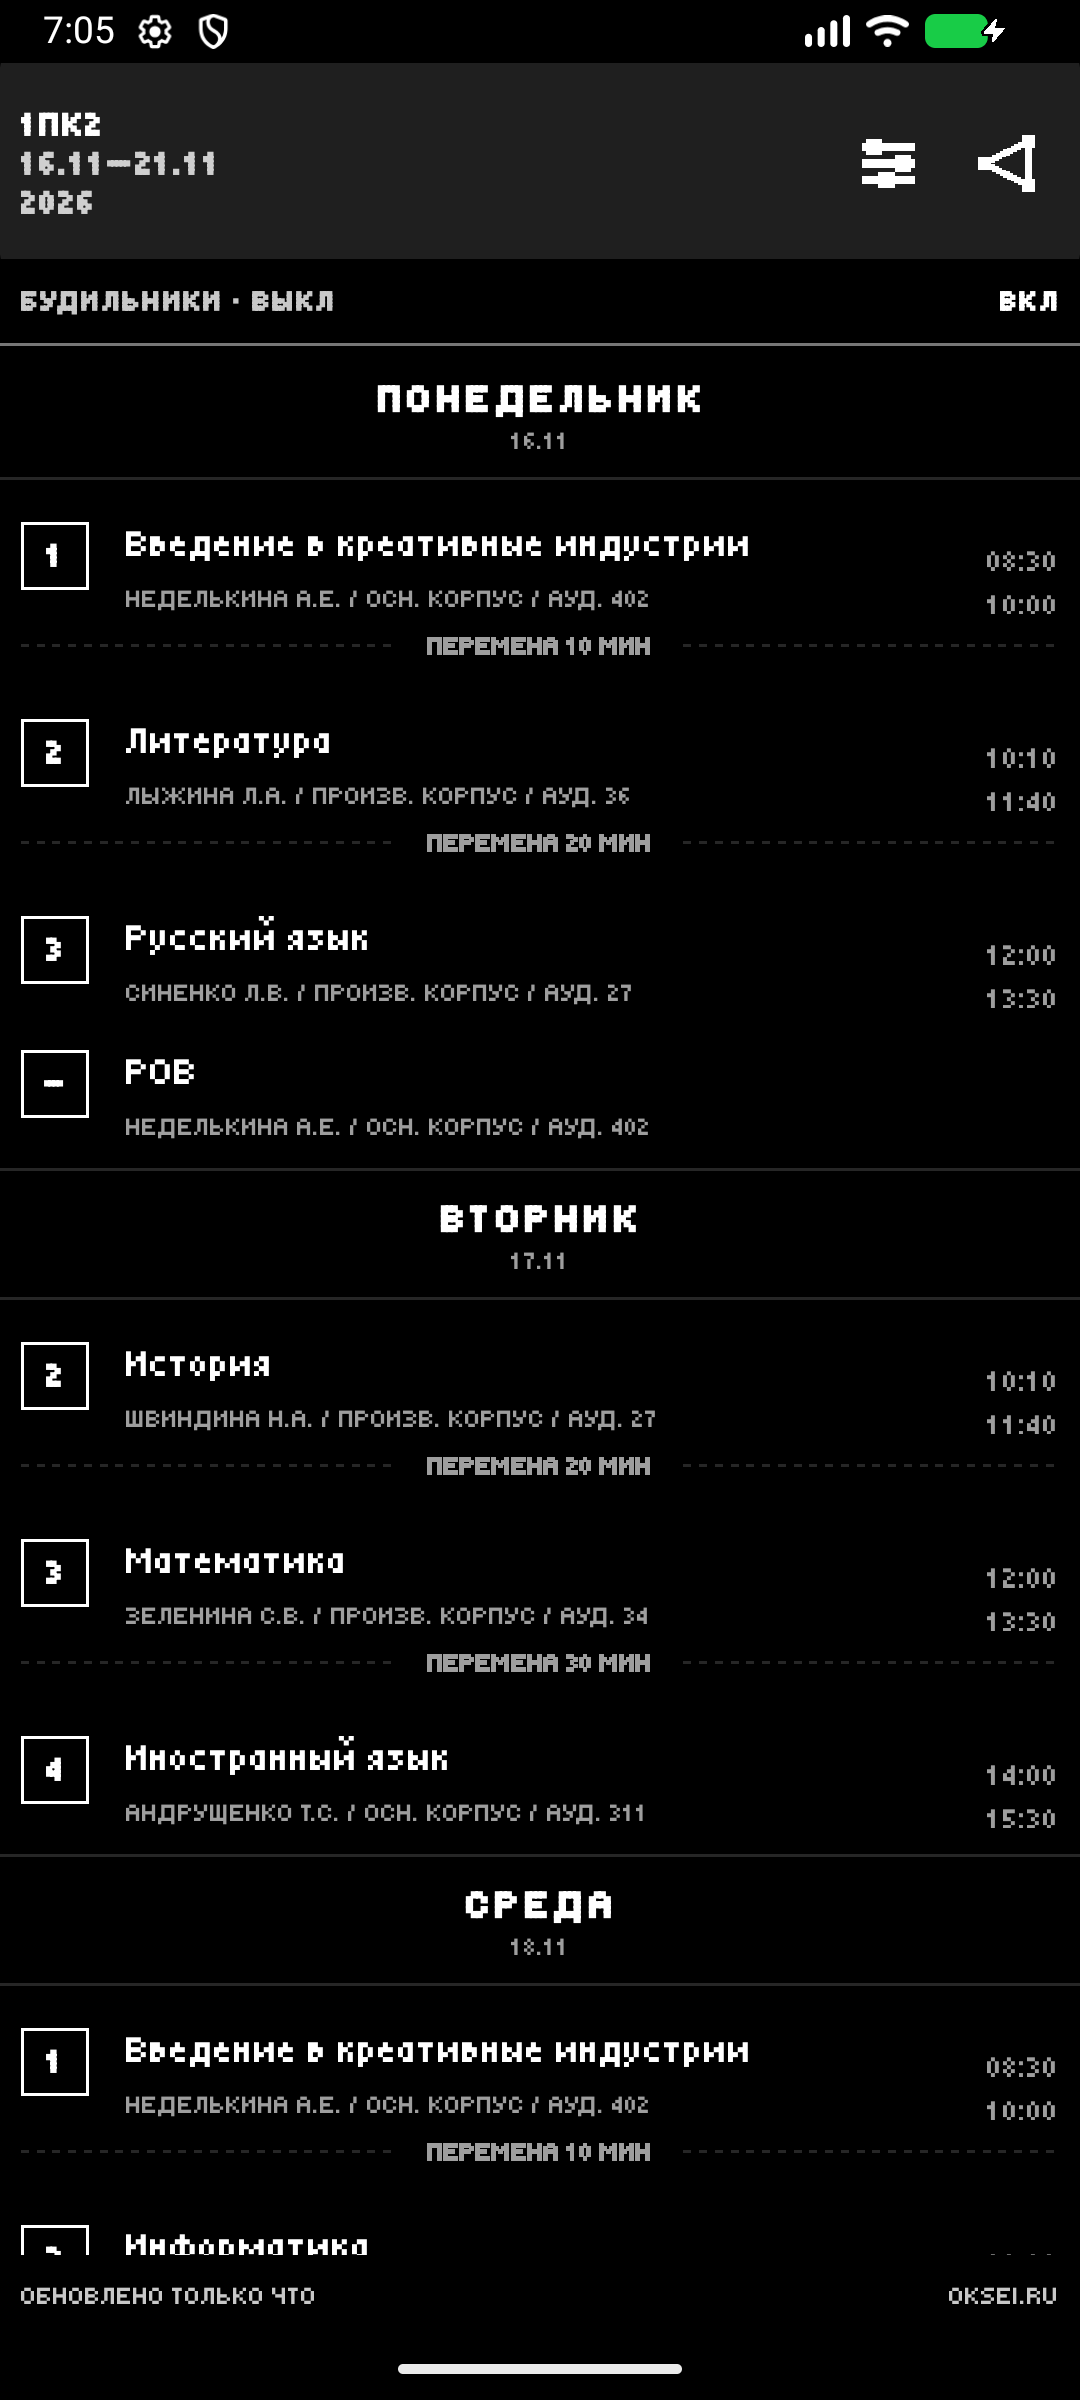 7:05
1ПК2
16.11—21.11
2026
БУДИЛЬНИКИ · ВЫКЛ
ВКЛ
ПОНЕДЕЛЬНИК
16.11
1
Введение в креативные индустрии
08:30
НЕДЕЛЬКИНА А.Е. / ОСН. КОРПУС / АУД. 402
10:00
ПЕРЕМЕНА 10 МИН
2
Литература
10:10
ЛЫЖИНА Л.А. / ПРОИЗВ. КОРПУС / АУД. 36
11:40
ПЕРЕМЕНА 20 МИН
3
Русский язык
12:00
СИНЕНКО Л.В. / ПРОИЗВ. КОРПУС / АУД. 27
13:30
—
РОВ
НЕДЕЛЬКИНА А.Е. / ОСН. КОРПУС / АУД. 402
ВТОРНИК
17.11
2
История
10:10
ШВИНДИНА Н.А. / ПРОИЗВ. КОРПУС / АУД. 27
11:40
ПЕРЕМЕНА 20 МИН
3
Математика
12:00
ЗЕЛЕНИНА С.В. / ПРОИЗВ. КОРПУС / АУД. 34
13:30
ПЕРЕМЕНА 30 МИН
4
Иностранный язык
14:00
АНДРУЩЕНКО Т.С. / ОСН. КОРПУС / АУД. 311
15:30
СРЕДА
18.11
1
Введение в креативные индустрии
08:30
НЕДЕЛЬКИНА А.Е. / ОСН. КОРПУС / АУД. 402
10:00
ПЕРЕМЕНА 10 МИН
Информатика
ОБНОВЛЕНО ТОЛЬКО ЧТО
OKSEI.RU